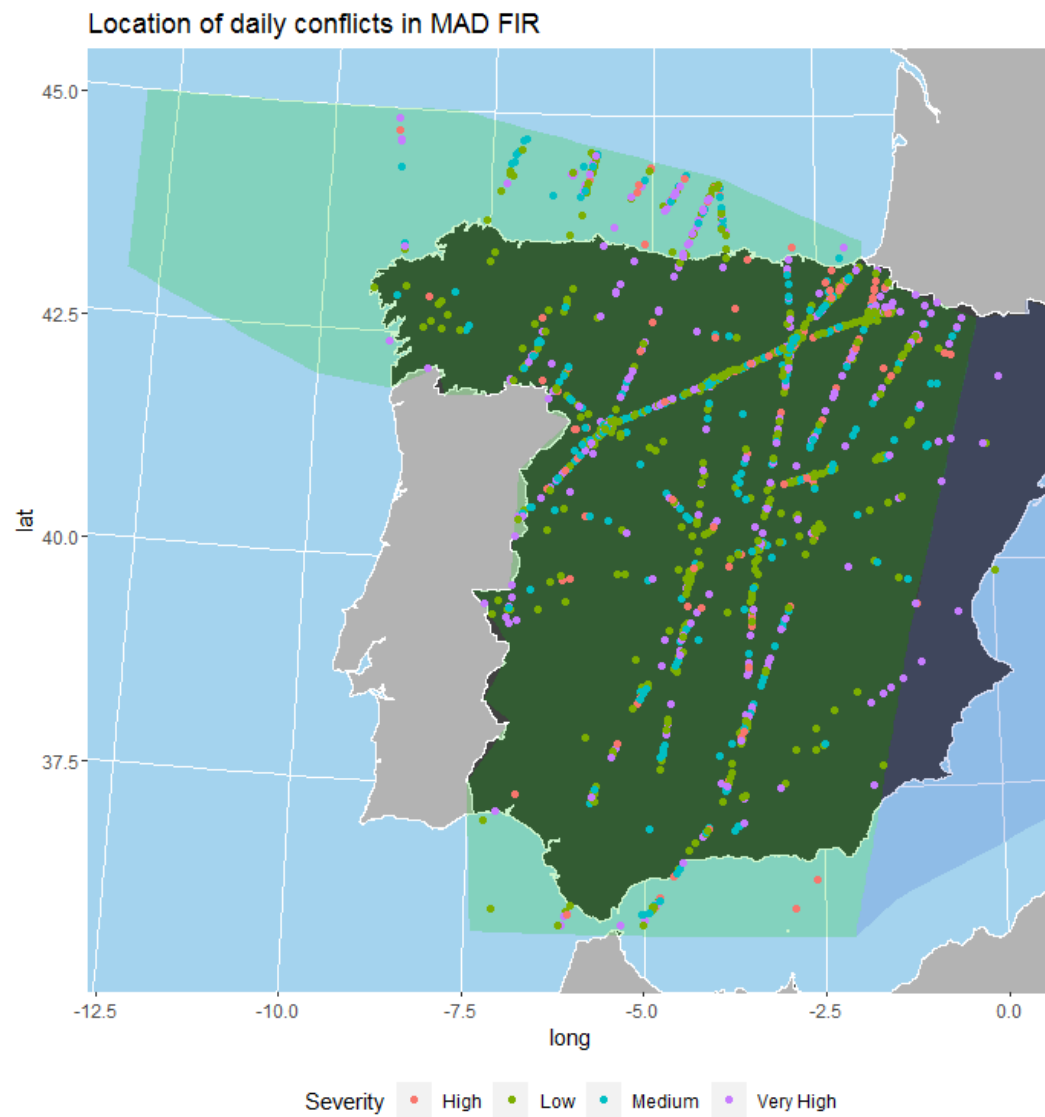 Location of daily conflicts in MAD FIR
45.0
42.5
40.0
37.5
lat
-12.5 -10.0 -7.5 -5.0 -2.5 0.0
long
Severity High Low Medium Very High